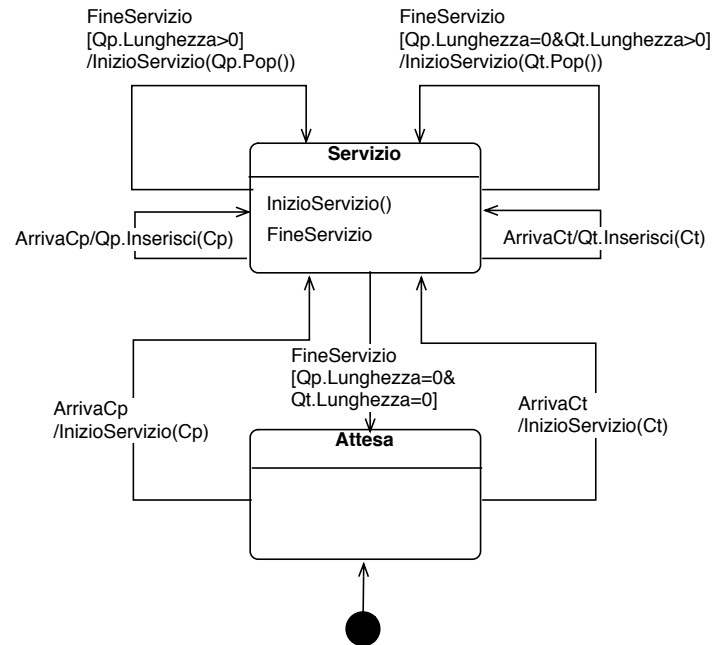 FineServizio
[Qp.Lunghezza>0]
/InizioServizio(Qp.Pop())
FineServizio
[Qp.Lunghezza=0&Qt.Lunghezza>0]
/InizioServizio(Qt.Pop())
Servizio
InizioServizio()
FineServizio
ArrivaCp/Qp.Inserisci(Cp)
ArrivaCt/Qt.Inserisci(Ct)
FineServizio
[Qp.Lunghezza=0&
Qt.Lunghezza=0]
ArrivaCp
/InizioServizio(Cp)
ArrivaCt
/InizioServizio(Ct)
Attesa